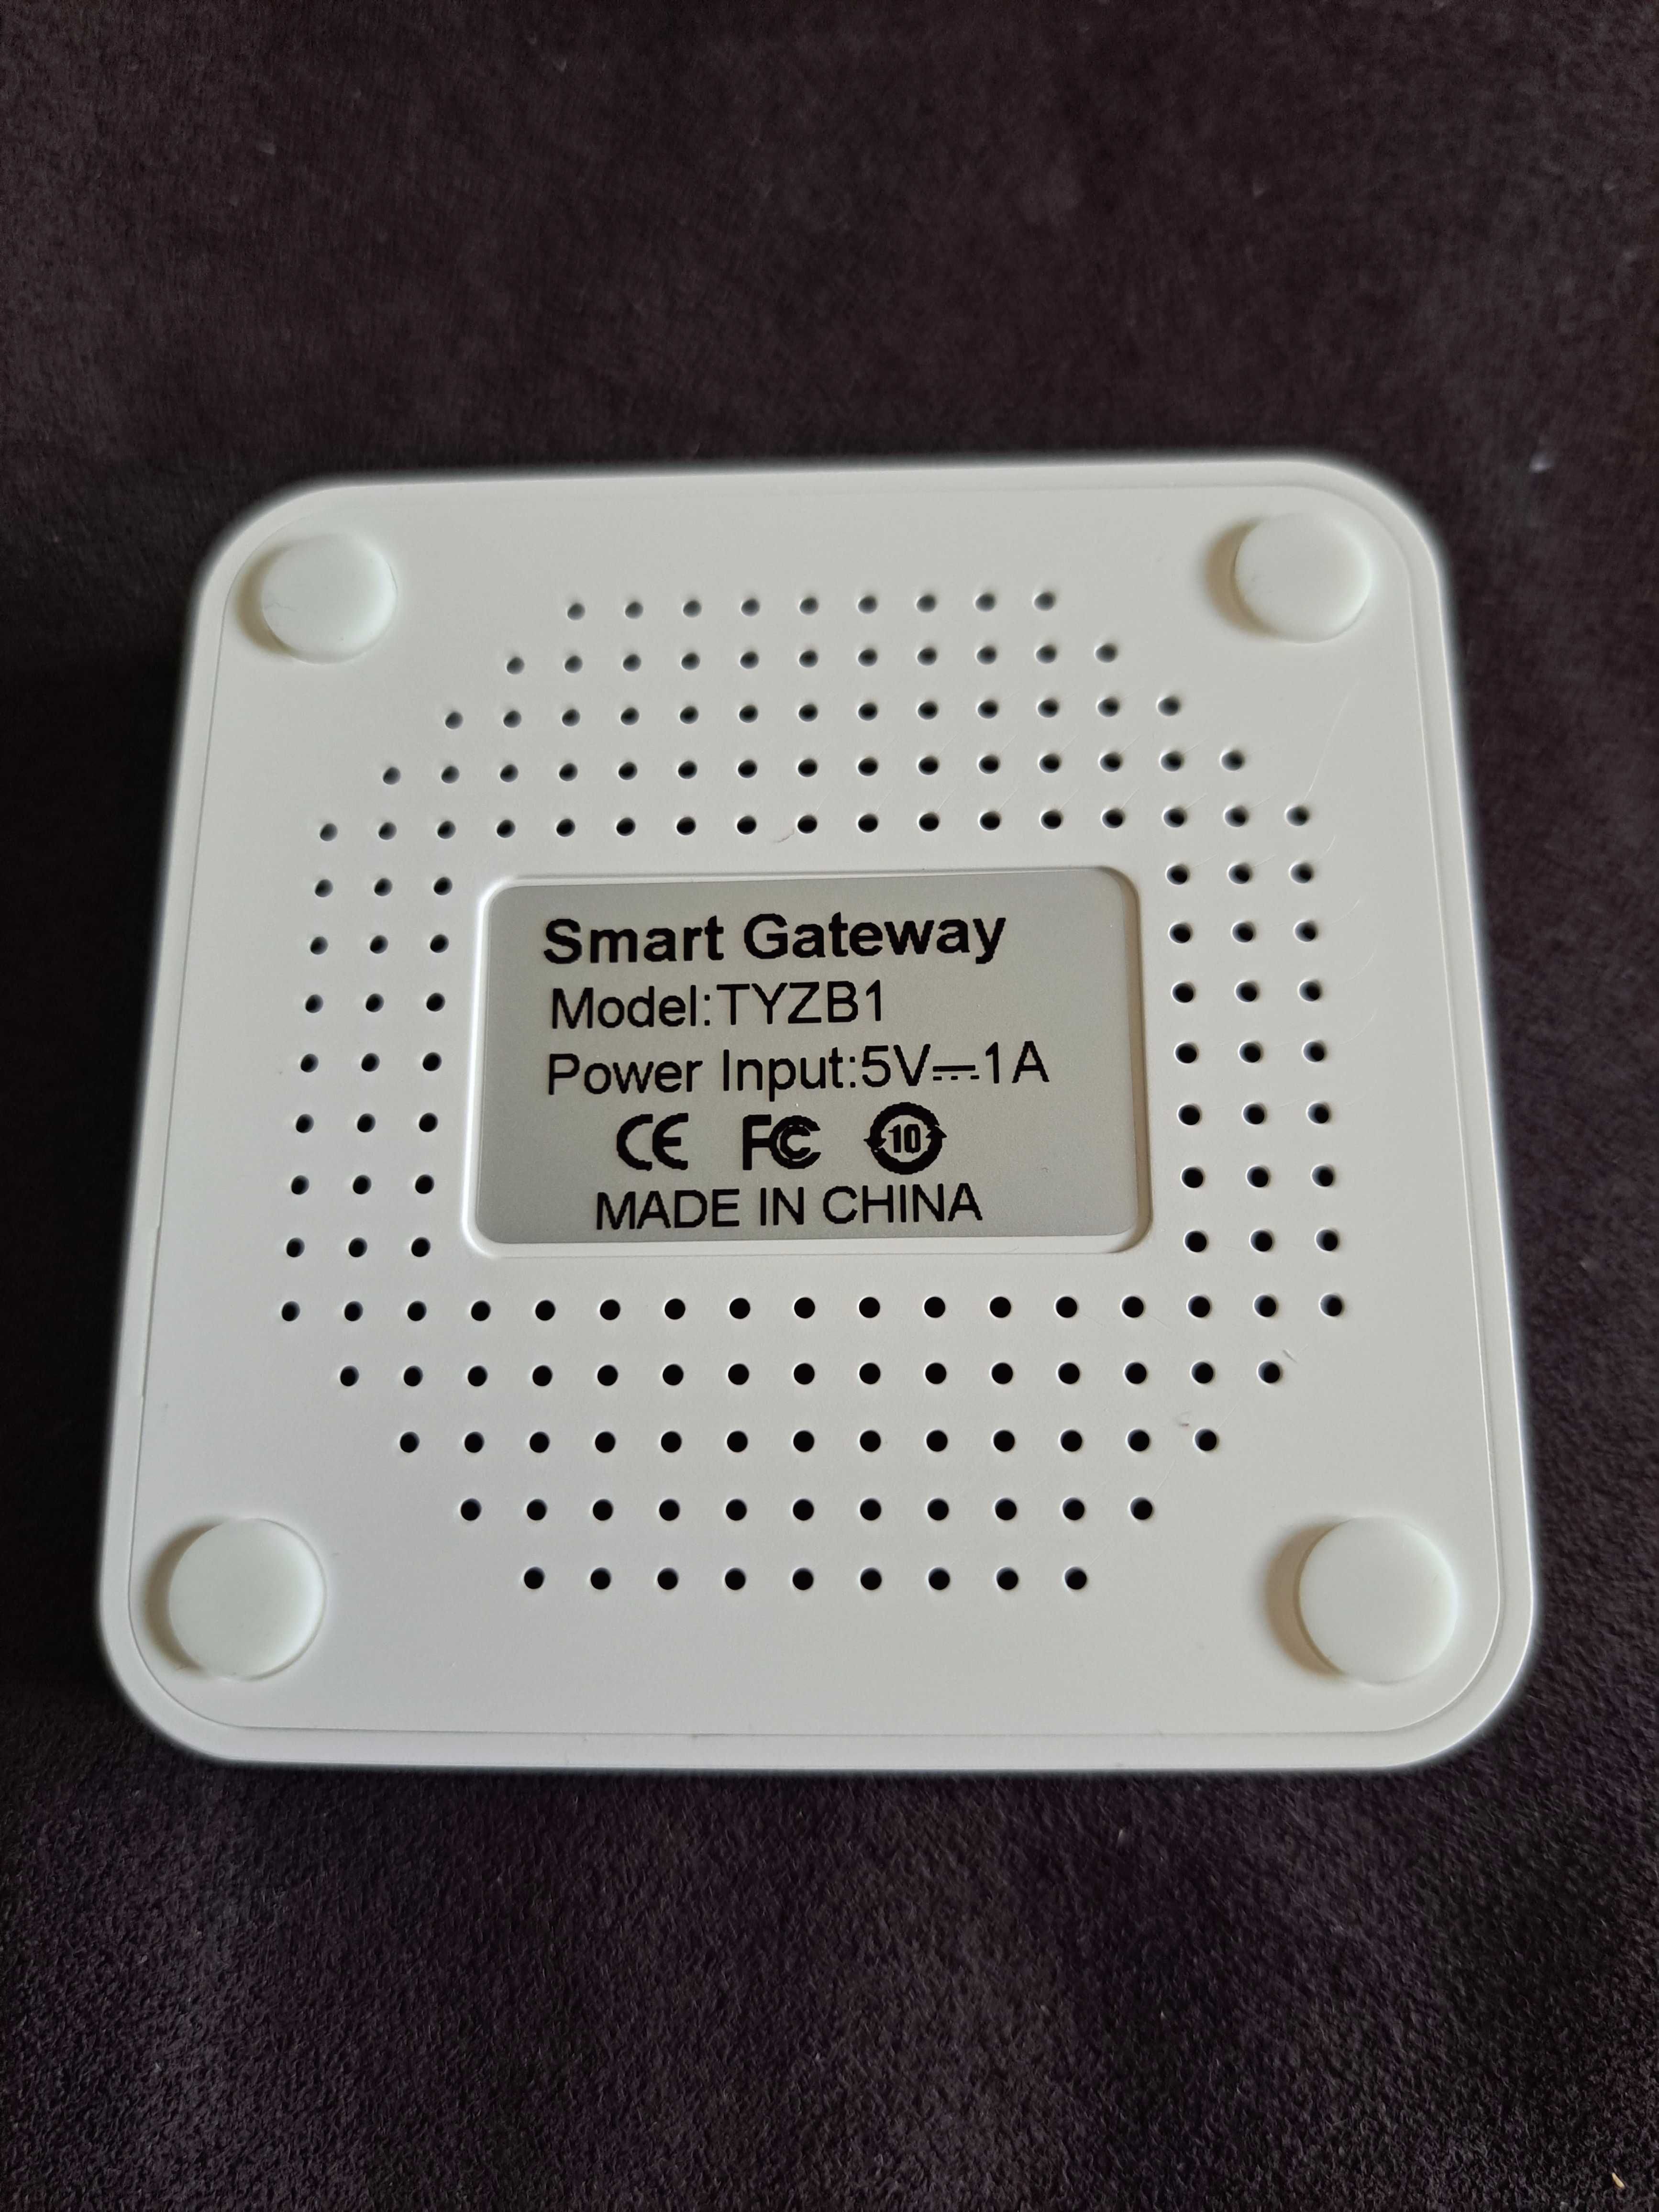 Smart Gateway
Model:TYZB1
Power Input:5V⎓1A
CE FC 10
MADE IN CHINA